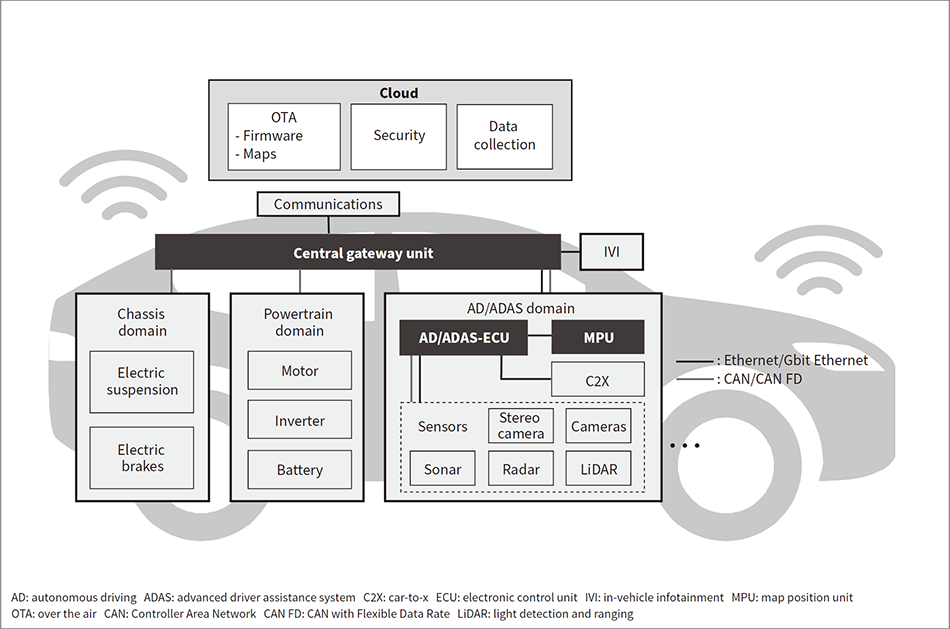 Cloud
OTA
- Firmware
- Maps
Security
Data
collection
Communications
Central gateway unit
IVI
Chassis
domain
Electric
suspension
Electric
brakes
Powertrain
domain
Motor
Inverter
Battery
AD/ADAS domain
AD/ADAS-ECU
MPU
C2X
Sensors
Stereo
camera
Cameras
Sonar
Radar
LiDAR
: Ethernet/Gbit Ethernet
: CAN/CAN FD
AD: autonomous driving ADAS: advanced driver assistance system C2X: car-to-x ECU: electronic control unit IVI: in-vehicle infotainment MPU: map position unit
OTA: over the air CAN: Controller Area Network CAN FD: CAN with Flexible Data Rate LiDAR: light detection and ranging